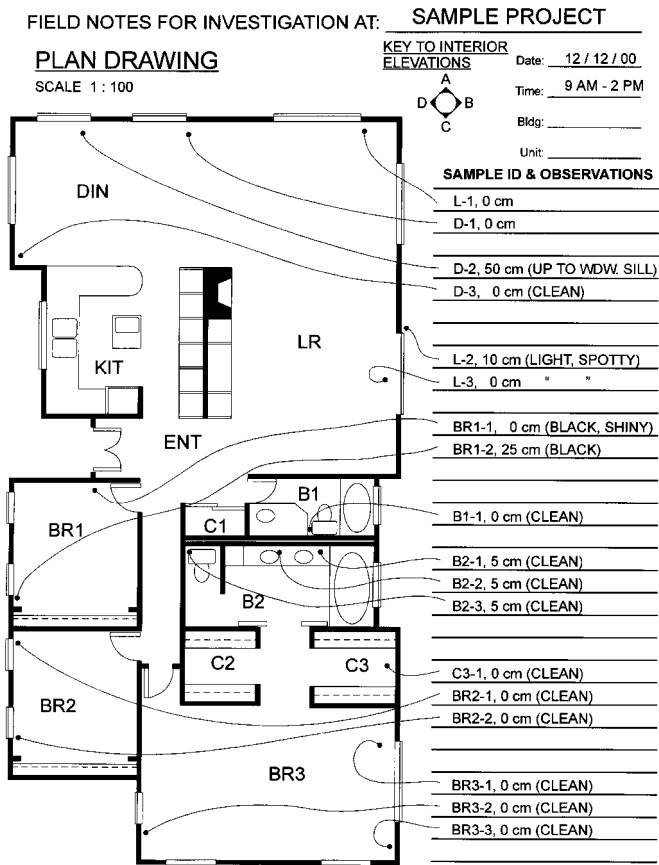 FIELD NOTES FOR INVESTIGATION AT: SAMPLE PROJECT
PLAN DRAWING
SCALE 1 : 100
KEY TO INTERIOR
ELEVATIONS
A
D B
C
Date: 12 / 12 / 00
Time: 9 AM - 2 PM
Bldg:
Unit:
SAMPLE ID & OBSERVATIONS
L-1, 0 cm
D-1, 0 cm
D-2, 50 cm (UP TO WDW. SILL)
D-3, 0 cm (CLEAN)
L-2, 10 cm (LIGHT, SPOTTY)
L-3, 0 cm " "
BR1-1, 0 cm (BLACK, SHINY)
BR1-2, 25 cm (BLACK)
B1-1, 0 cm (CLEAN)
B2-1, 5 cm (CLEAN)
B2-2, 5 cm (CLEAN)
B2-3, 5 cm (CLEAN)
C3-1, 0 cm (CLEAN)
BR2-1, 0 cm (CLEAN)
BR2-2, 0 cm (CLEAN)
BR3-1, 0 cm (CLEAN)
BR3-2, 0 cm (CLEAN)
BR3-3, 0 cm (CLEAN)
DIN
LR
KIT
ENT
B1
C1
BR1
B2
C2
C3
BR2
BR3